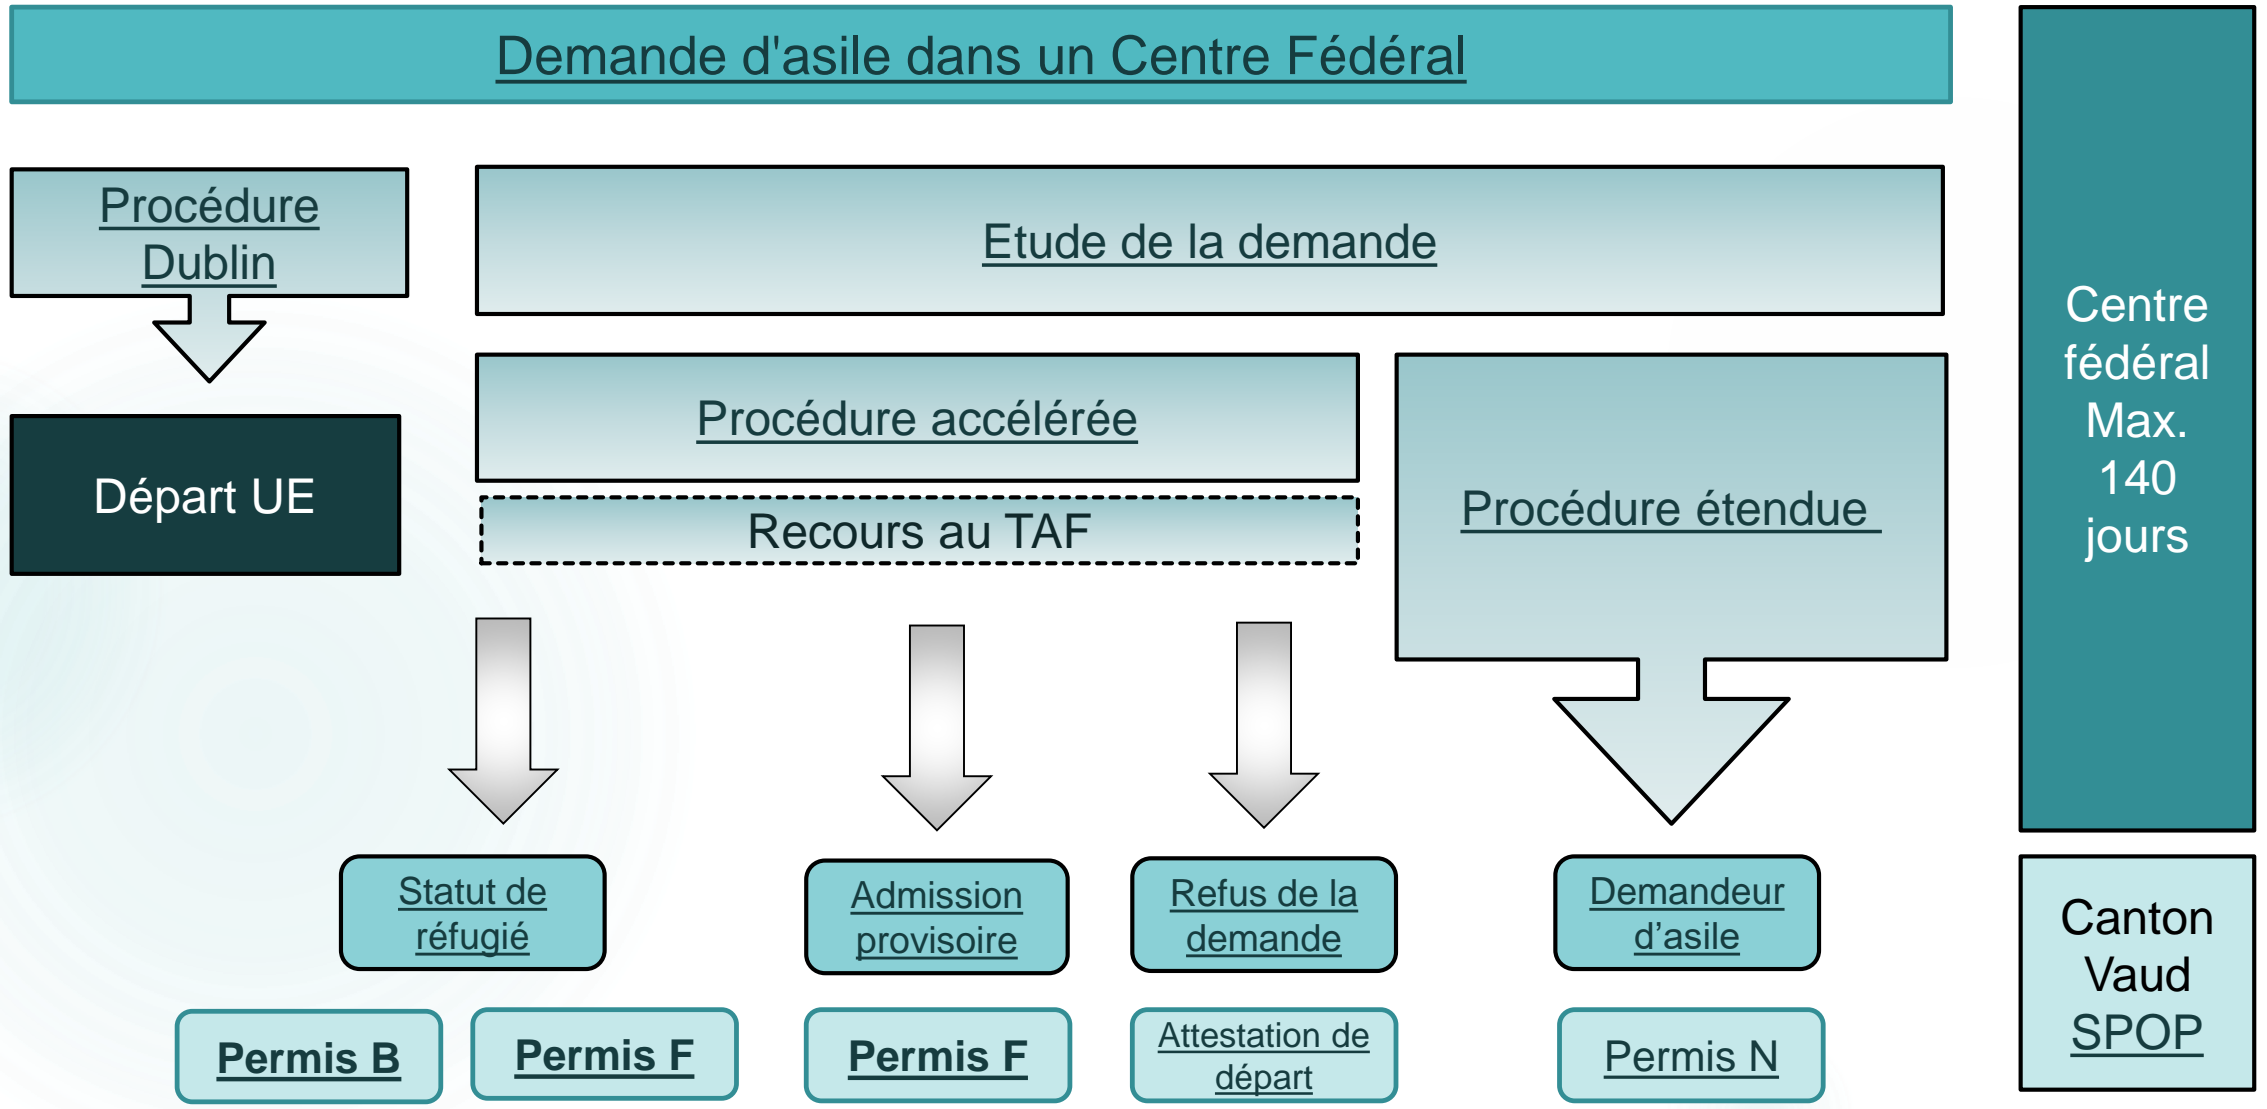 Demande d'asile dans un Centre Fédéral
Procédure
Dublin
Etude de la demande
Départ UE
Procédure accélérée
Recours au TAF
Procédure étendue
Centre
fédéral
Max.
140
jours
Statut de
réfugié
Admission
provisoire
Refus de la
demande
Demandeur
d’asile
Permis B
Permis F
Permis F
Attestation de
départ
Permis N
Canton
Vaud
SPOP